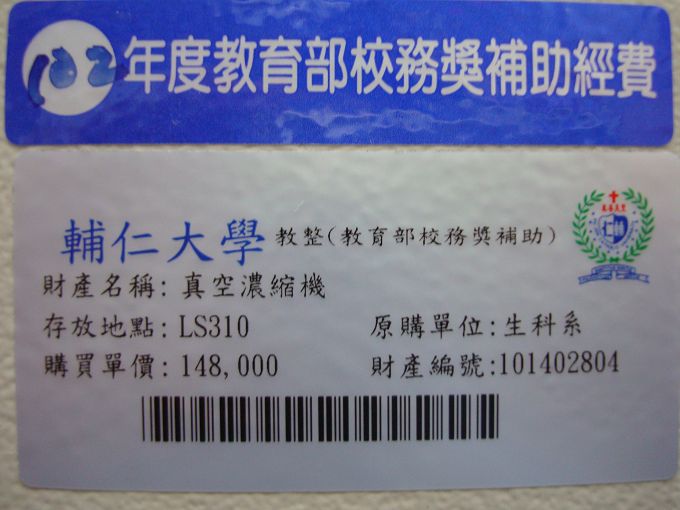 102年度教育部校務獎補助經費
輔仁大學 教整(教育部校務獎補助)
財產名稱: 真空濃縮機
存放地點: LS310 原購單位:生科系
購買單價: 148,000 財產編號:101402804